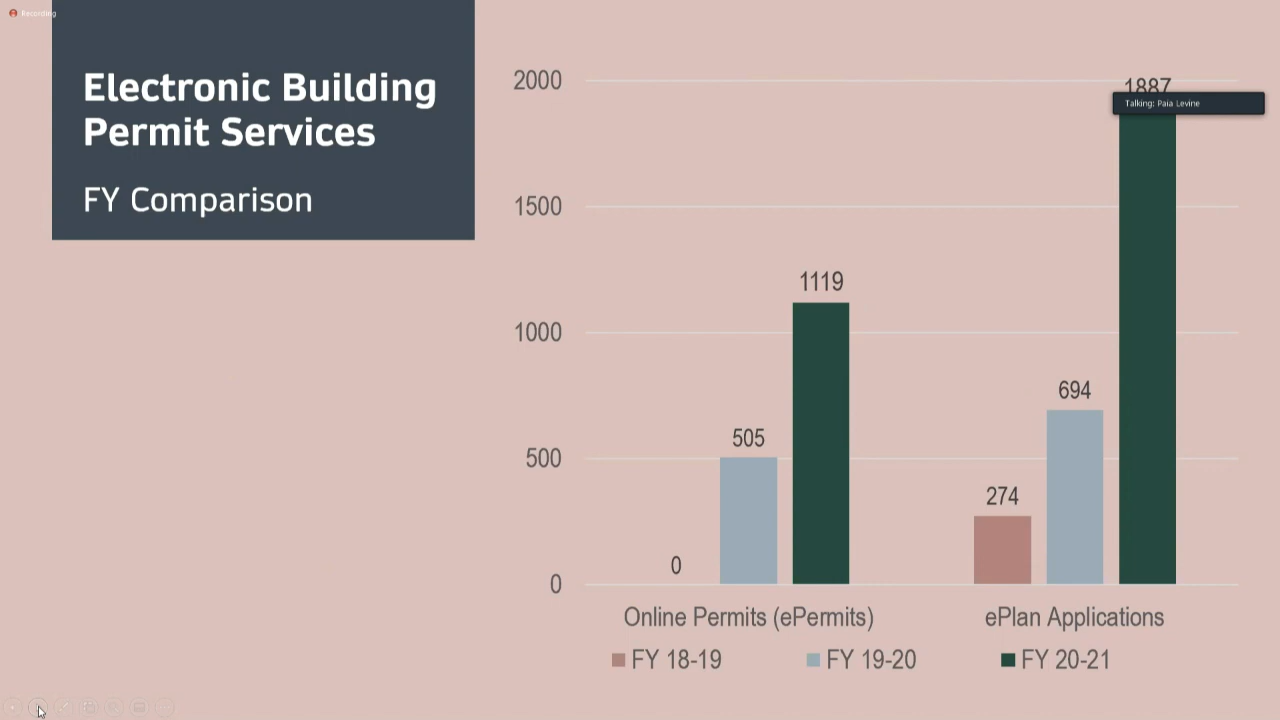 Recording
Electronic Building
Permit Services
FY Comparison
2000
1500
1000
500
0
1887
Talking: Paia Levine
1119
694
505
274
0
Online Permits (ePermits)
ePlan Applications
FY 18-19
FY 19-20
FY 20-21